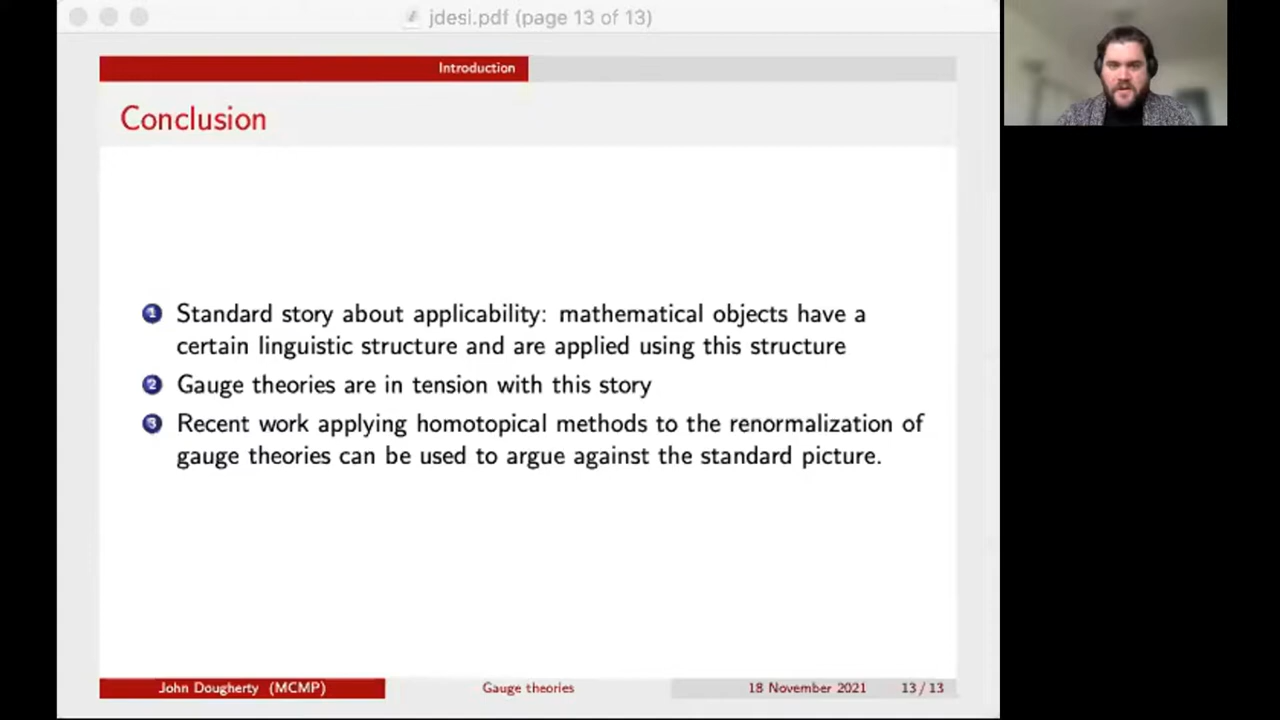 jdesi.pdf (page 13 of 13)
Introduction
Conclusion
1 Standard story about applicability: mathematical objects have a
certain linguistic structure and are applied using this structure
2 Gauge theories are in tension with this story
3 Recent work applying homotopical methods to the renormalization of
gauge theories can be used to argue against the standard picture.
John Dougherty (MCMP) Gauge theories 18 November 2021 13 / 13